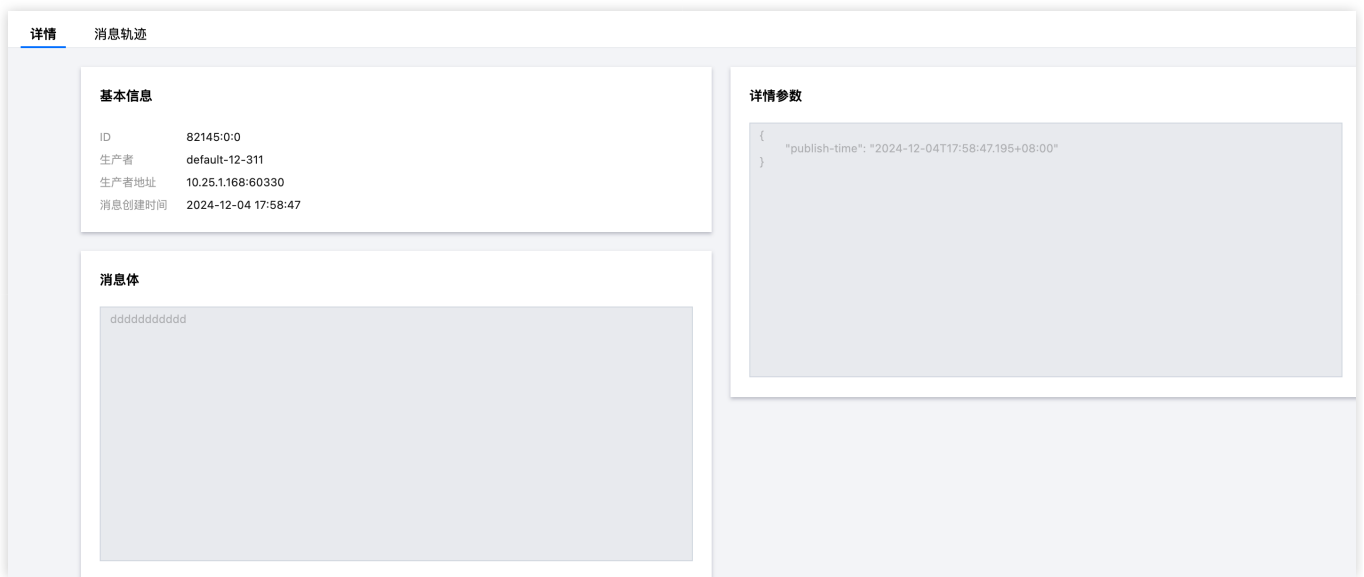 详情 消息轨迹
基本信息
ID 82145:0:0
生产者 default-12-311
生产者地址 10.25.1.168:60330
消息创建时间 2024-12-04 17:58:47
消息体
ddddddddddd
详情参数
{
"publish-time": "2024-12-04T17:58:47.195+08:00"
}